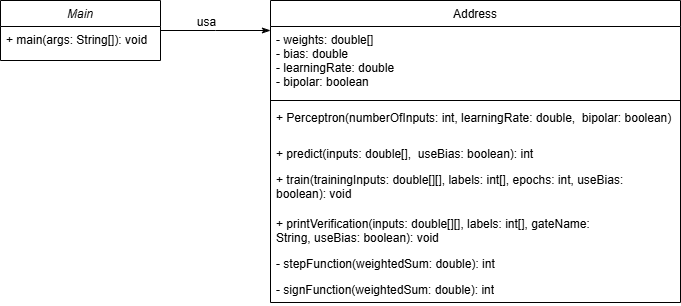 Main
+ main(args: String[]): void
usa
Address
- weights: double[]
- bias: double
- learningRate: double
- bipolar: boolean
+ Perceptron(numberOfInputs: int, learningRate: double, bipolar: boolean)
+ predict(inputs: double[], useBias: boolean): int
+ train(trainingInputs: double[][], labels: int[], epochs: int, useBias:
boolean): void
+ printVerification(inputs: double[][], labels: int[], gateName:
String, useBias: boolean): void
- stepFunction(weightedSum: double): int
- signFunction(weightedSum: double): int